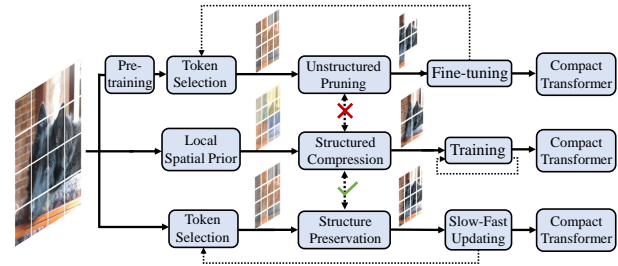 Pre-
training
Token
Selection
Unstructured
Pruning
Fine-tuning
Compact
Transformer
Local
Spatial Prior
Structured
Compression
Training
Compact
Transformer
Token
Selection
Structure
Preservation
Slow-Fast
Updating
Compact
Transformer